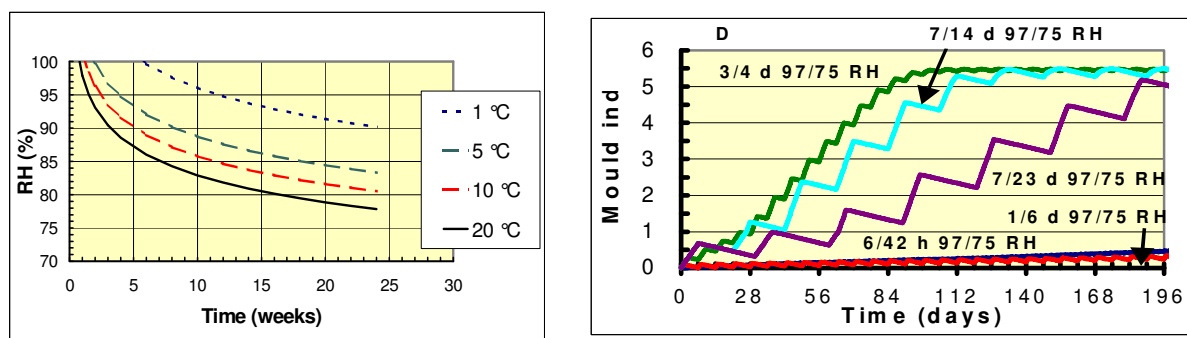 100
95
90
85
80
75
70
RH (%)
0 5 10 15 20 25 30
Time (weeks)
1 °C
5 °C
10 °C
20 °C
D
7/14 d 97/75 RH
3/4 d 97/75 RH
7/23 d 97/75 RH
1/6 d 97/75 RH
6/42 h 97/75 RH
6
5
4
3
2
1
0
Mould ind
0 28 56 84 112 140 168 196
Time (days)